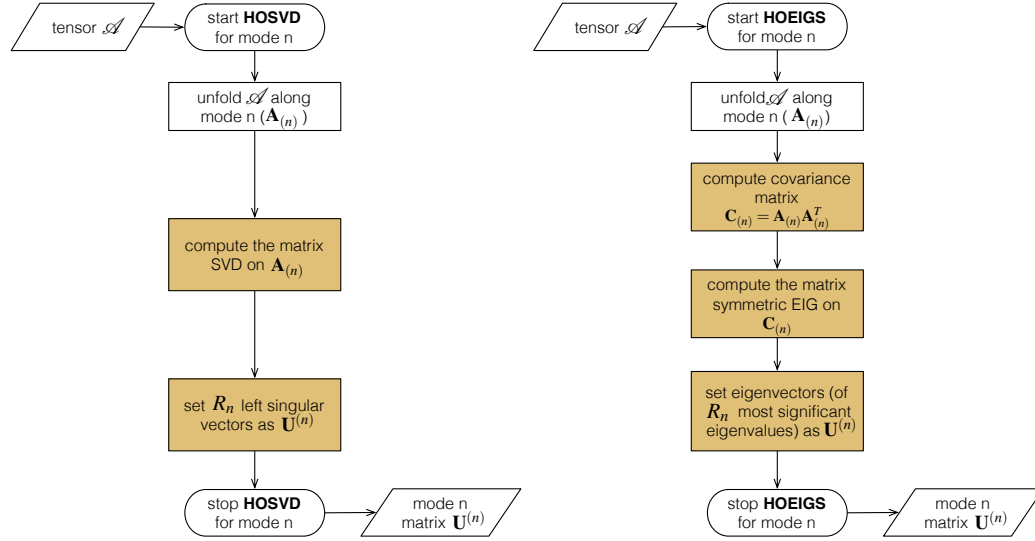 tensor 𝒜
start HOSVD
for mode n
unfold 𝒜 along
mode n (A₍ₙ₎ )
compute the matrix
SVD on A₍ₙ₎
set Rₙ left singular
vectors as U⁽ⁿ⁾
stop HOSVD
for mode n
mode n
matrix U⁽ⁿ⁾
tensor 𝒜
start HOEIGS
for mode n
unfold 𝒜 along
mode n ( A₍ₙ₎)
compute covariance
matrix
C₍ₙ₎ = A₍ₙ₎A₍ₙ₎ᵀ
compute the matrix
symmetric EIG on
C₍ₙ₎
set eigenvectors (of
Rₙ most significant
eigenvalues) as U⁽ⁿ⁾
stop HOEIGS
for mode n
mode n
matrix U⁽ⁿ⁾